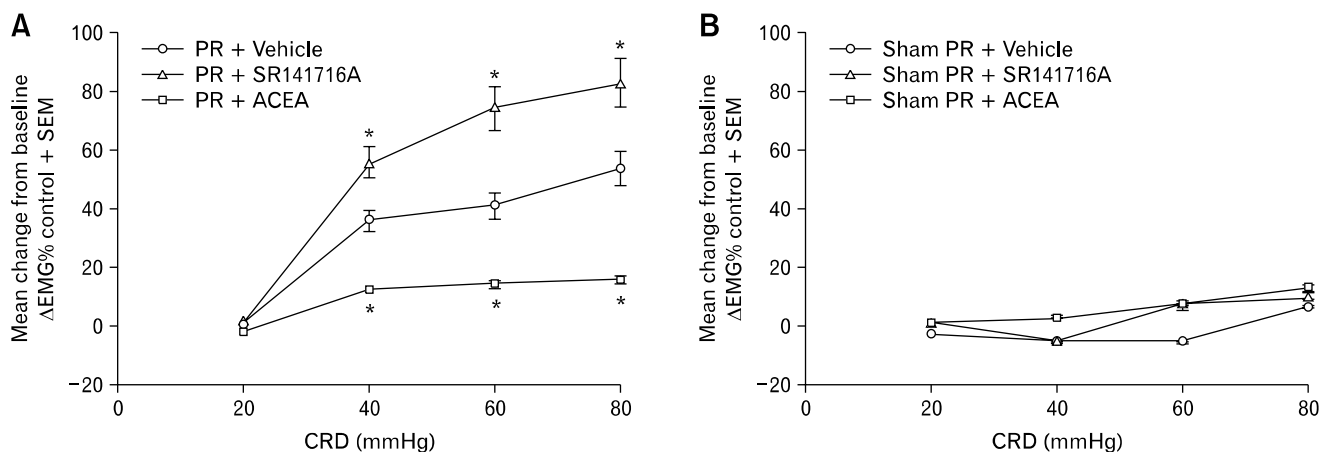 A
PR + Vehicle
PR + SR141716A
PR + ACEA
Mean change from baseline
ΔEMG% control + SEM
100
80
60
40
20
0
−20
* * *
* * *
0 20 40 60 80
CRD (mmHg)
B
Sham PR + Vehicle
Sham PR + SR141716A
Sham PR + ACEA
Mean change from baseline
ΔEMG% control + SEM
100
80
60
40
20
0
−20
0 20 40 60 80
CRD (mmHg)